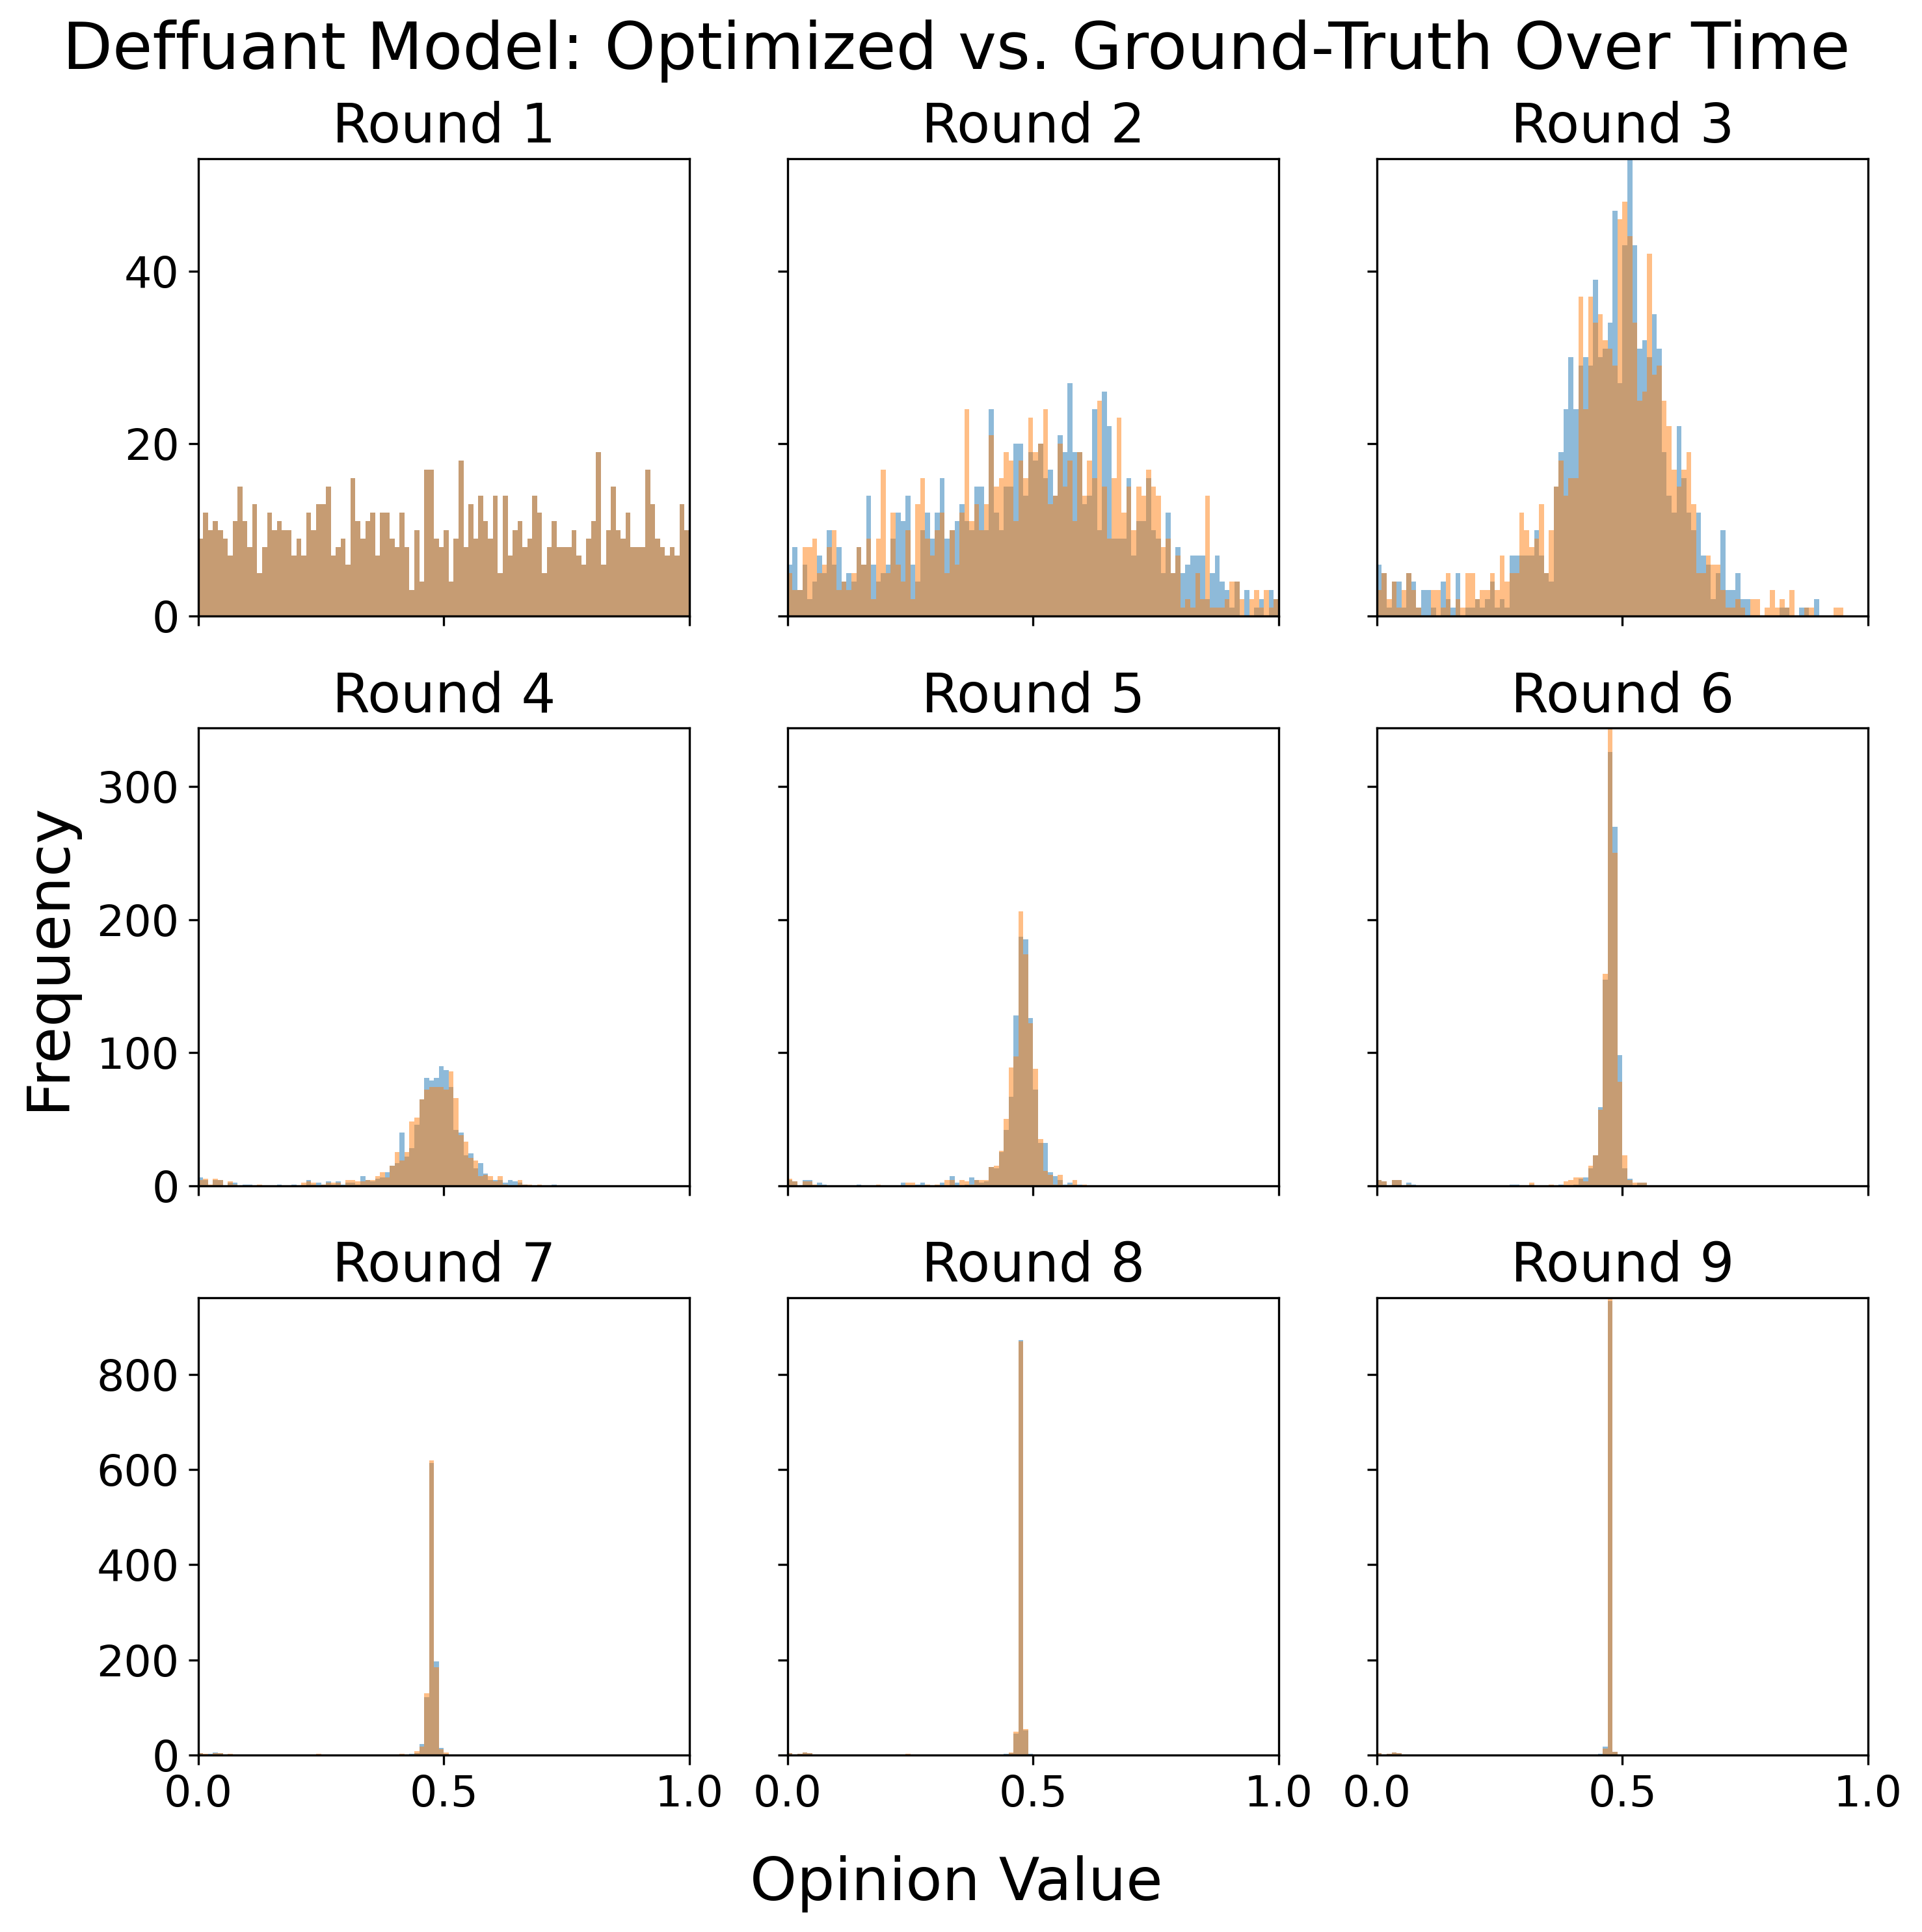 Deffuant Model: Optimized vs. Ground-Truth Over Time
Round 1
Round 2
Round 3
40
20
0
Round 4
Round 5
Round 6
300
200
100
0
Frequency
Round 7
Round 8
Round 9
800
600
400
200
0
0.0 0.5 1.0 0.0 0.5 1.0 0.0 0.5 1.0
Opinion Value